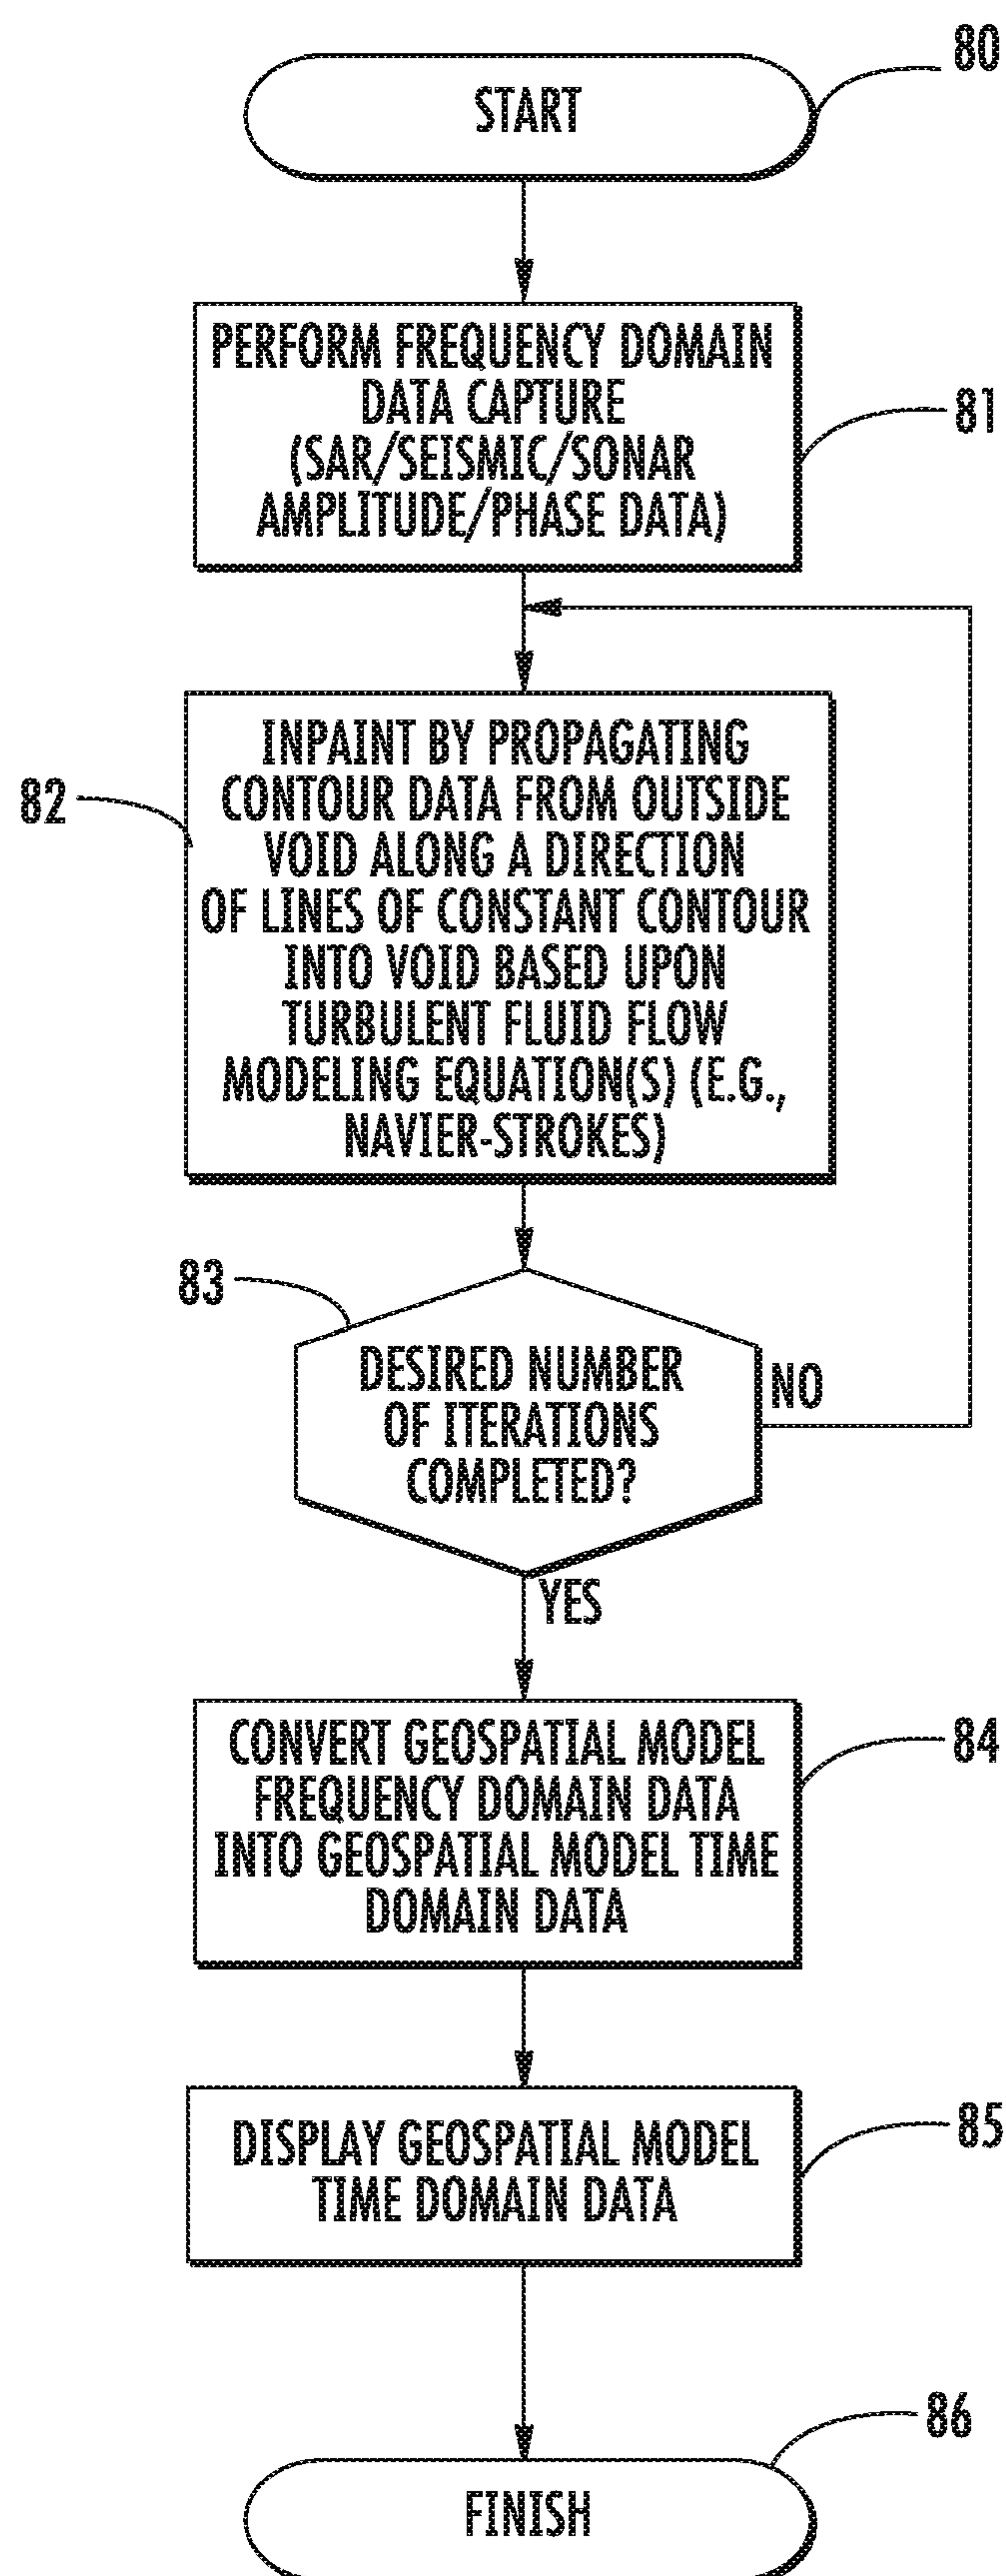 80
START
PERFORM FREQUENCY DOMAIN
DATA CAPTURE
(SAR/SEISMIC/SONAR
AMPLITUDE/PHASE DATA)
81
INPAINT BY PROPAGATING
CONTOUR DATA FROM OUTSIDE
VOID ALONG A DIRECTION
OF LINES OF CONSTANT CONTOUR
INTO VOID BASED UPON
TURBULENT FLUID FLOW
MODELING EQUATION(S) (E.G.,
NAVIER-STROKES)
82
83
DESIRED NUMBER
OF ITERATIONS
COMPLETED?
NO
YES
CONVERT GEOSPATIAL MODEL
FREQUENCY DOMAIN DATA
INTO GEOSPATIAL MODEL TIME
DOMAIN DATA
84
DISPLAY GEOSPATIAL MODEL
TIME DOMAIN DATA
85
86
FINISH